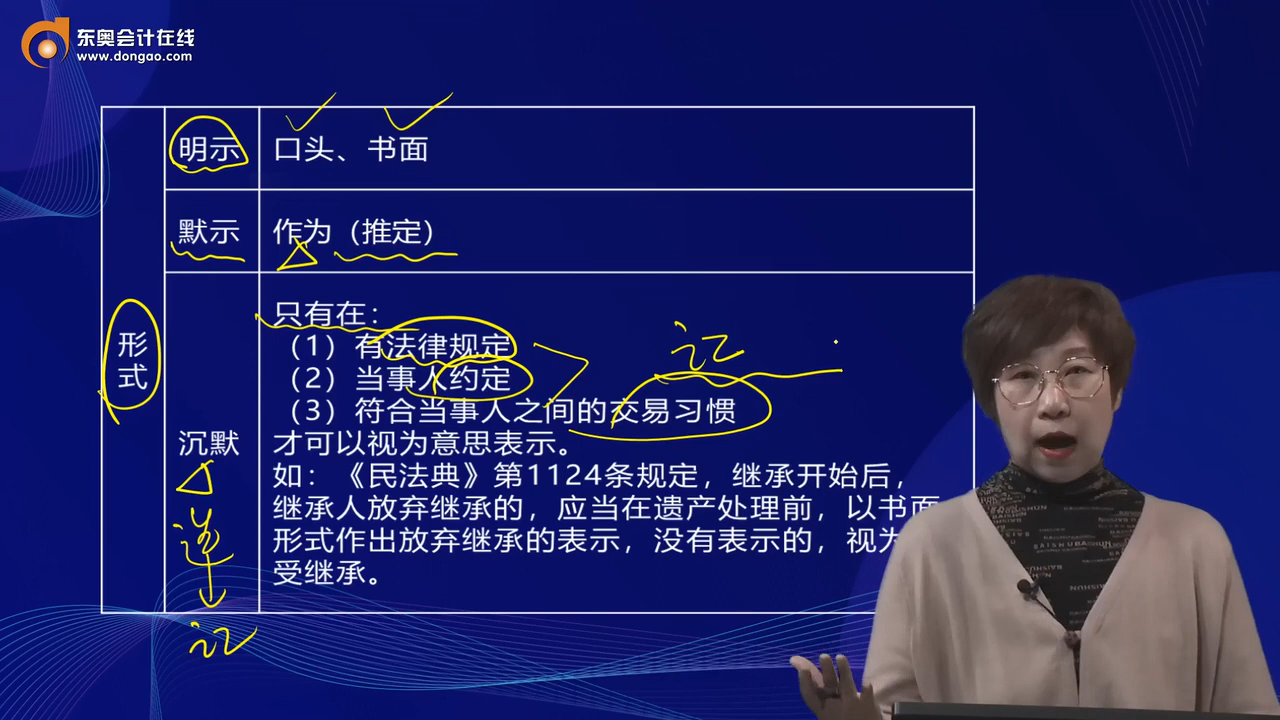 东奥会计在线
www.dongao.com
形式
明示
口头、书面
默示
作为（推定）
沉默
只有在：
（1）有法律规定
（2）当事人约定
（3）符合当事人之间的交易习惯
才可以视为意思表示。
如：《民法典》第1124条规定，继承开始后，
继承人放弃继承的，应当在遗产处理前，以书面
形式作出放弃继承的表示，没有表示的，视为
受继承。
记
记